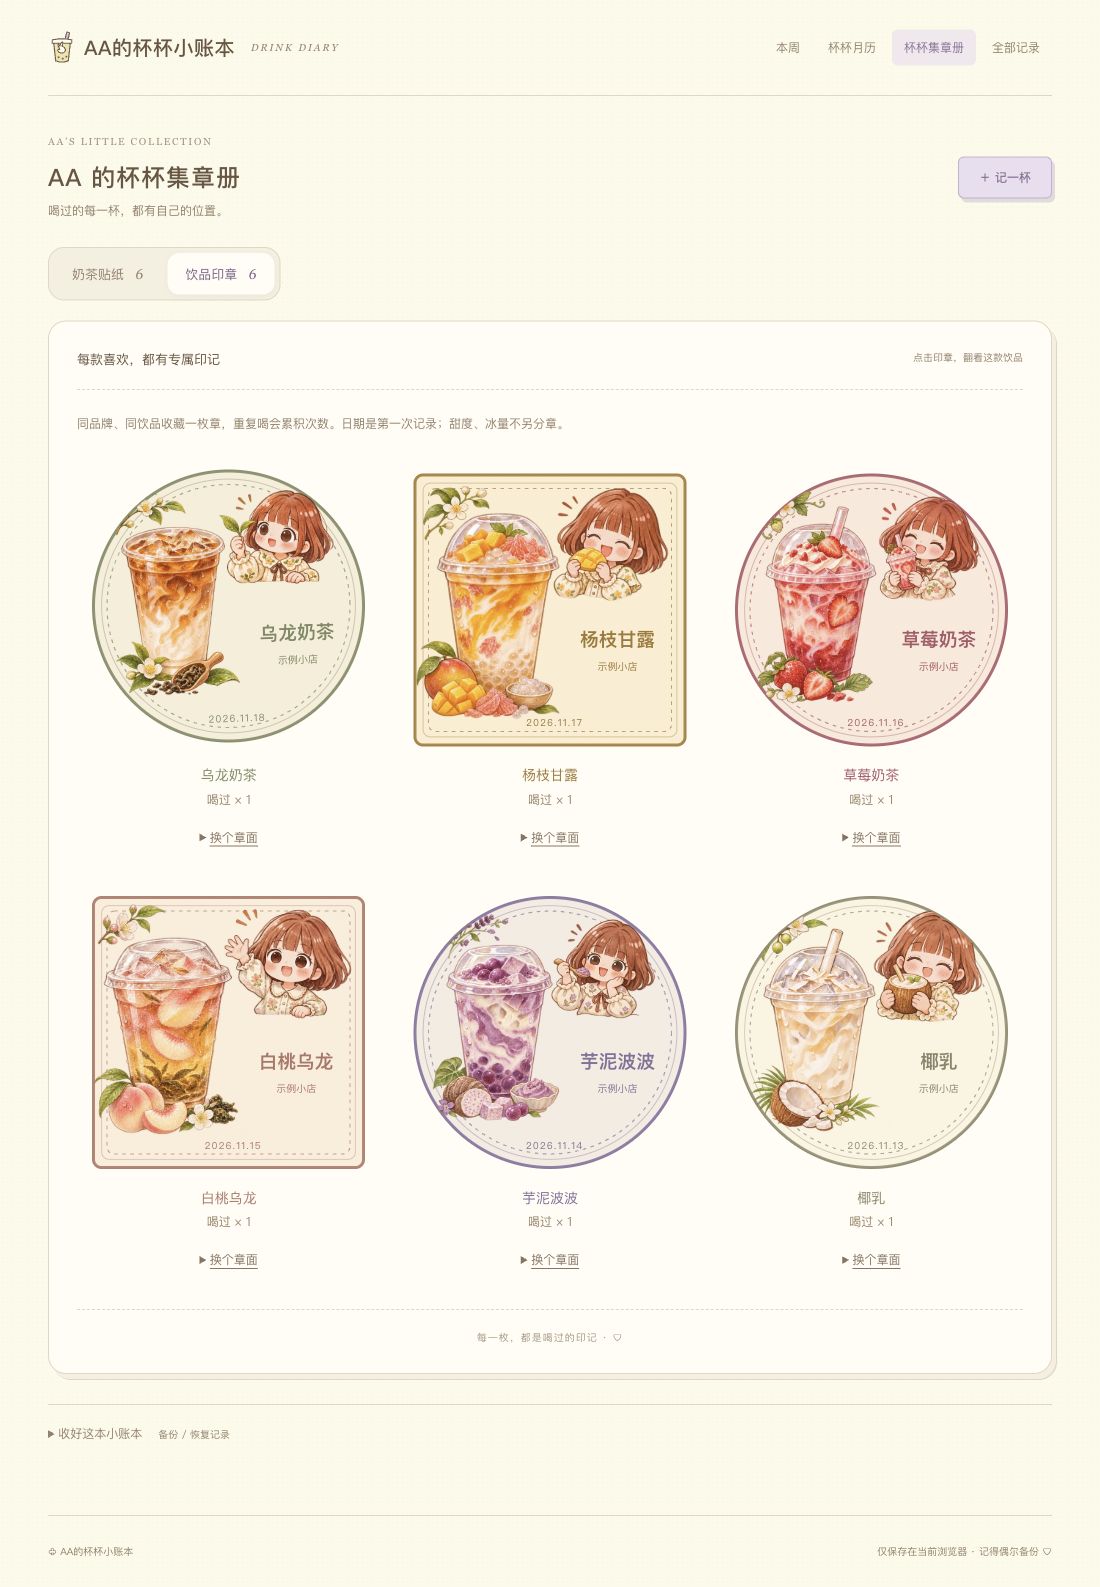 AA的杯杯小账本 DRINK DIARY 本周 杯杯月历 杯杯集章册 全部记录
AA'S LITTLE COLLECTION
AA 的杯杯集章册
+ 记一杯
喝过的每一杯，都有自己的位置。
奶茶贴纸 6 饮品印章 6
每款喜欢，都有专属印记 点击印章，翻看这款饮品
同品牌、同饮品收藏一枚章，重复喝会累积次数。日期是第一次记录；甜度、冰量不另分章。
乌龙奶茶
示例小店
2026.11.18
杨枝甘露
示例小店
2026.11.17
草莓奶茶
示例小店
2026.11.16
乌龙奶茶 杨枝甘露 草莓奶茶
喝过 × 1 喝过 × 1 喝过 × 1
▶ 换个章面 ▶ 换个章面 ▶ 换个章面
白桃乌龙
示例小店
2026.11.15
芋泥波波
示例小店
2026.11.14
椰乳
示例小店
2026.11.13
白桃乌龙 芋泥波波 椰乳
喝过 × 1 喝过 × 1 喝过 × 1
▶ 换个章面 ▶ 换个章面 ▶ 换个章面
每一枚，都是喝过的印记 · ♡
▶ 收好这本小账本 备份 / 恢复记录
♧ AA的杯杯小账本 仅保存在当前浏览器 · 记得偶尔备份 ♡